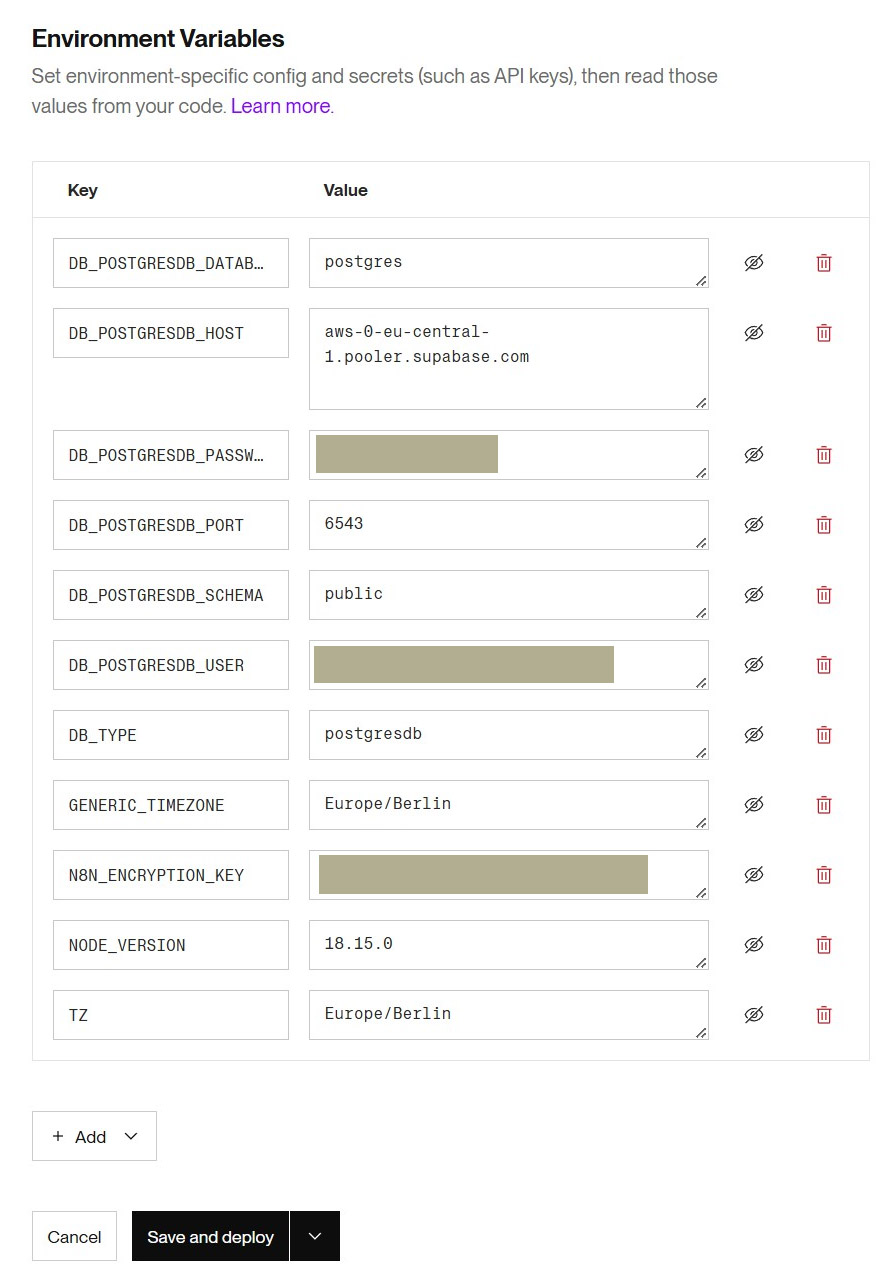 Environment Variables
Set environment-specific config and secrets (such as API keys), then read those
values from your code. Learn more.
Key Value
DB_POSTGRESDB_DATAB… postgres
DB_POSTGRESDB_HOST aws-0-eu-central-
1.pooler.supabase.com
DB_POSTGRESDB_PASSW…
DB_POSTGRESDB_PORT 6543
DB_POSTGRESDB_SCHEMA public
DB_POSTGRESDB_USER
DB_TYPE postgresdb
GENERIC_TIMEZONE Europe/Berlin
N8N_ENCRYPTION_KEY
NODE_VERSION 18.15.0
TZ Europe/Berlin
+ Add
Cancel Save and deploy